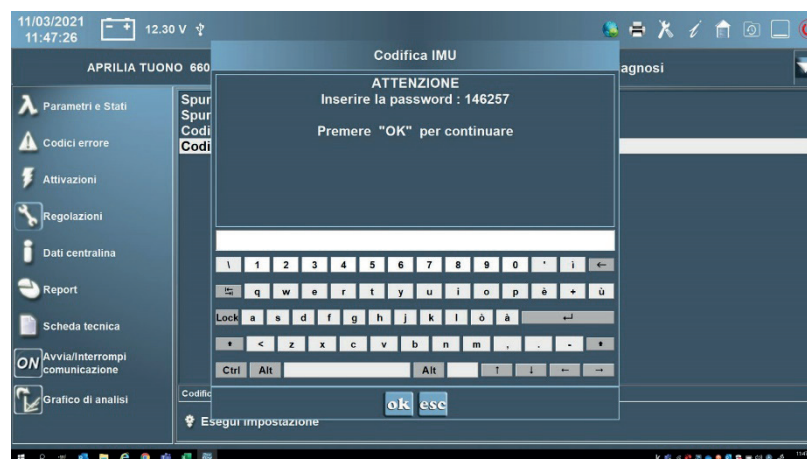 11/03/2021
11:47:26
12.30 V
Codifica IMU
APRILIA TUONO 660
agnosi
ATTENZIONE
Inserire la password : 146257
Premere "OK" per continuare
Parametri e Stati
Codici errore
Attivazioni
Regolazioni
Dati centralina
Report
Scheda tecnica
ON Avvia/Interrompi
comunicazione
Grafico di analisi
Spur
Spur
Codi
Codi
\ 1 2 3 4 5 6 7 8 9 0 ' ì ←
q w e r t y u i o p è + ù
Lock a s d f g h j k l ò à
< z x c v b n m , . -
Ctrl Alt Alt ↑ ↓ ← →
ok esc
Codific
Esegui impostazione